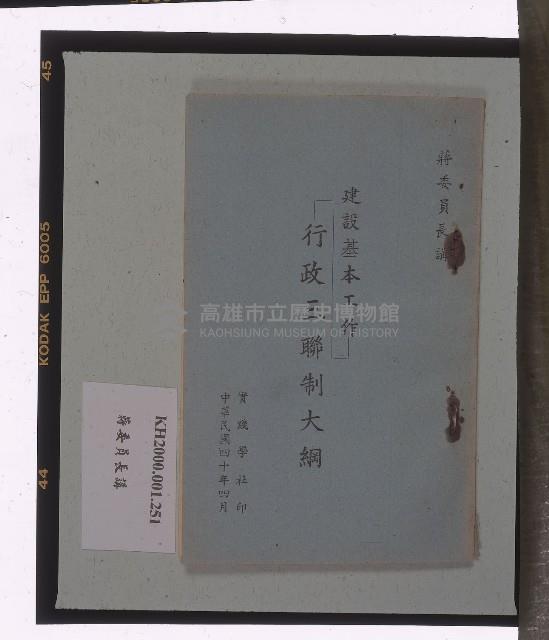 蔣委員長講
建設基本工作
行政三聯制大綱
實踐學社印
中華民國四十年四月
高雄市立歷史博物館
KAOHSIUNG MUSEUM OF HISTORY
KH2000.001.251
蔣委員長講
45
KODAK EPP 6005
44